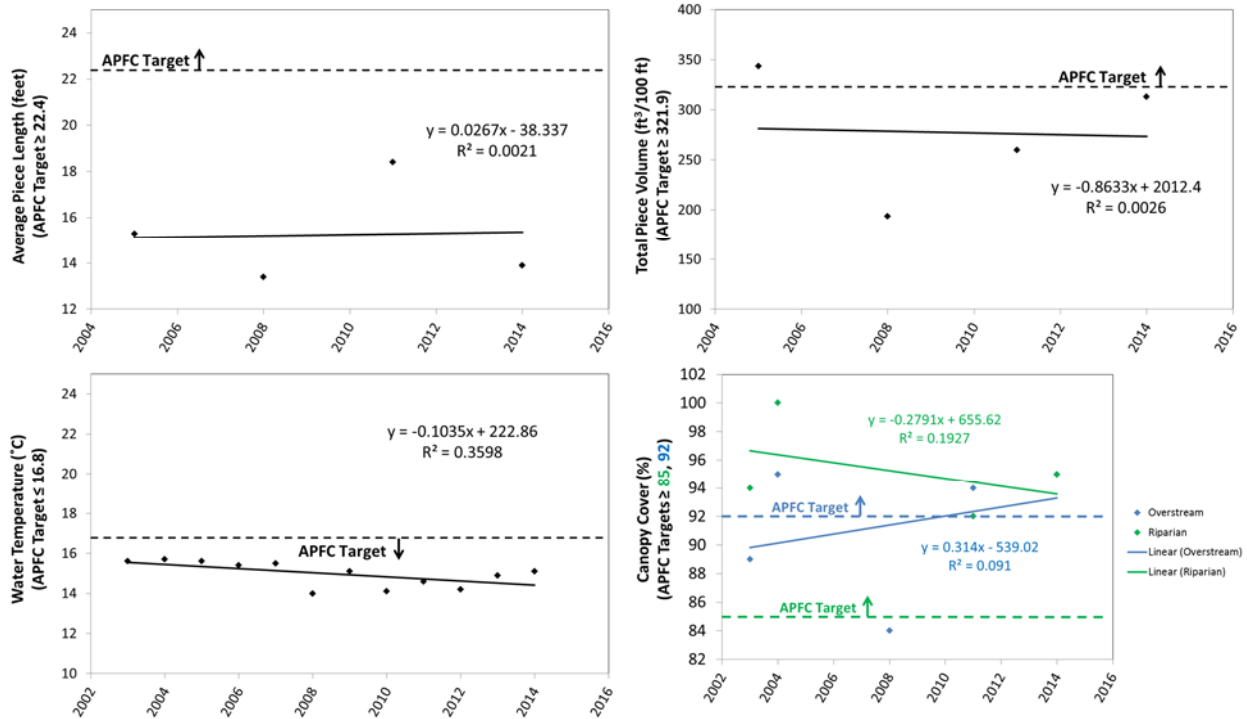 Average Piece Length (feet)
(APFC Target ≥ 22.4)
24
22
20
18
16
14
12
APFC Target
y = 0.0267x - 38.337
R² = 0.0021
2004
2006
2008
2010
2012
2014
2016
Total Piece Volume (ft³/100 ft)
(APFC Target ≥ 321.9)
400
350
300
250
200
150
100
APFC Target
y = -0.8633x + 2012.4
R² = 0.0026
2004
2006
2008
2010
2012
2014
2016
Water Temperature (˚C)
(APFC Target ≤ 16.8)
24
22
20
18
16
14
12
10
y = -0.1035x + 222.86
R² = 0.3598
APFC Target
2002
2004
2006
2008
2010
2012
2014
2016
Canopy Cover (%)
(APFC Targets ≥ 85, 92)
102
100
98
96
94
92
90
88
86
84
82
y = -0.2791x + 655.62
R² = 0.1927
APFC Target
y = 0.314x - 539.02
R² = 0.091
APFC Target
2002
2004
2006
2008
2010
2012
2014
2016
Overstream
Riparian
Linear (Overstream)
Linear (Riparian)